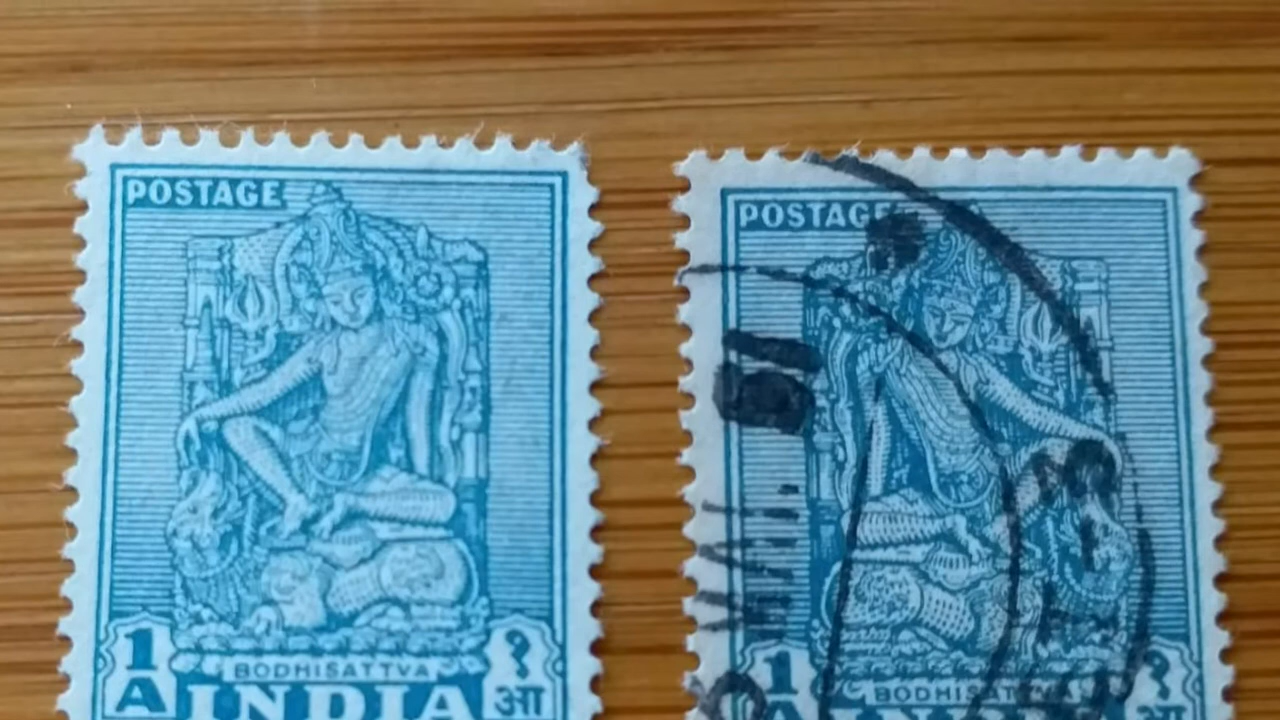 POSTAGE
1 १
BODHISATTVA
A INDIA आ
POSTAGE
1 १
BODHISATTVA